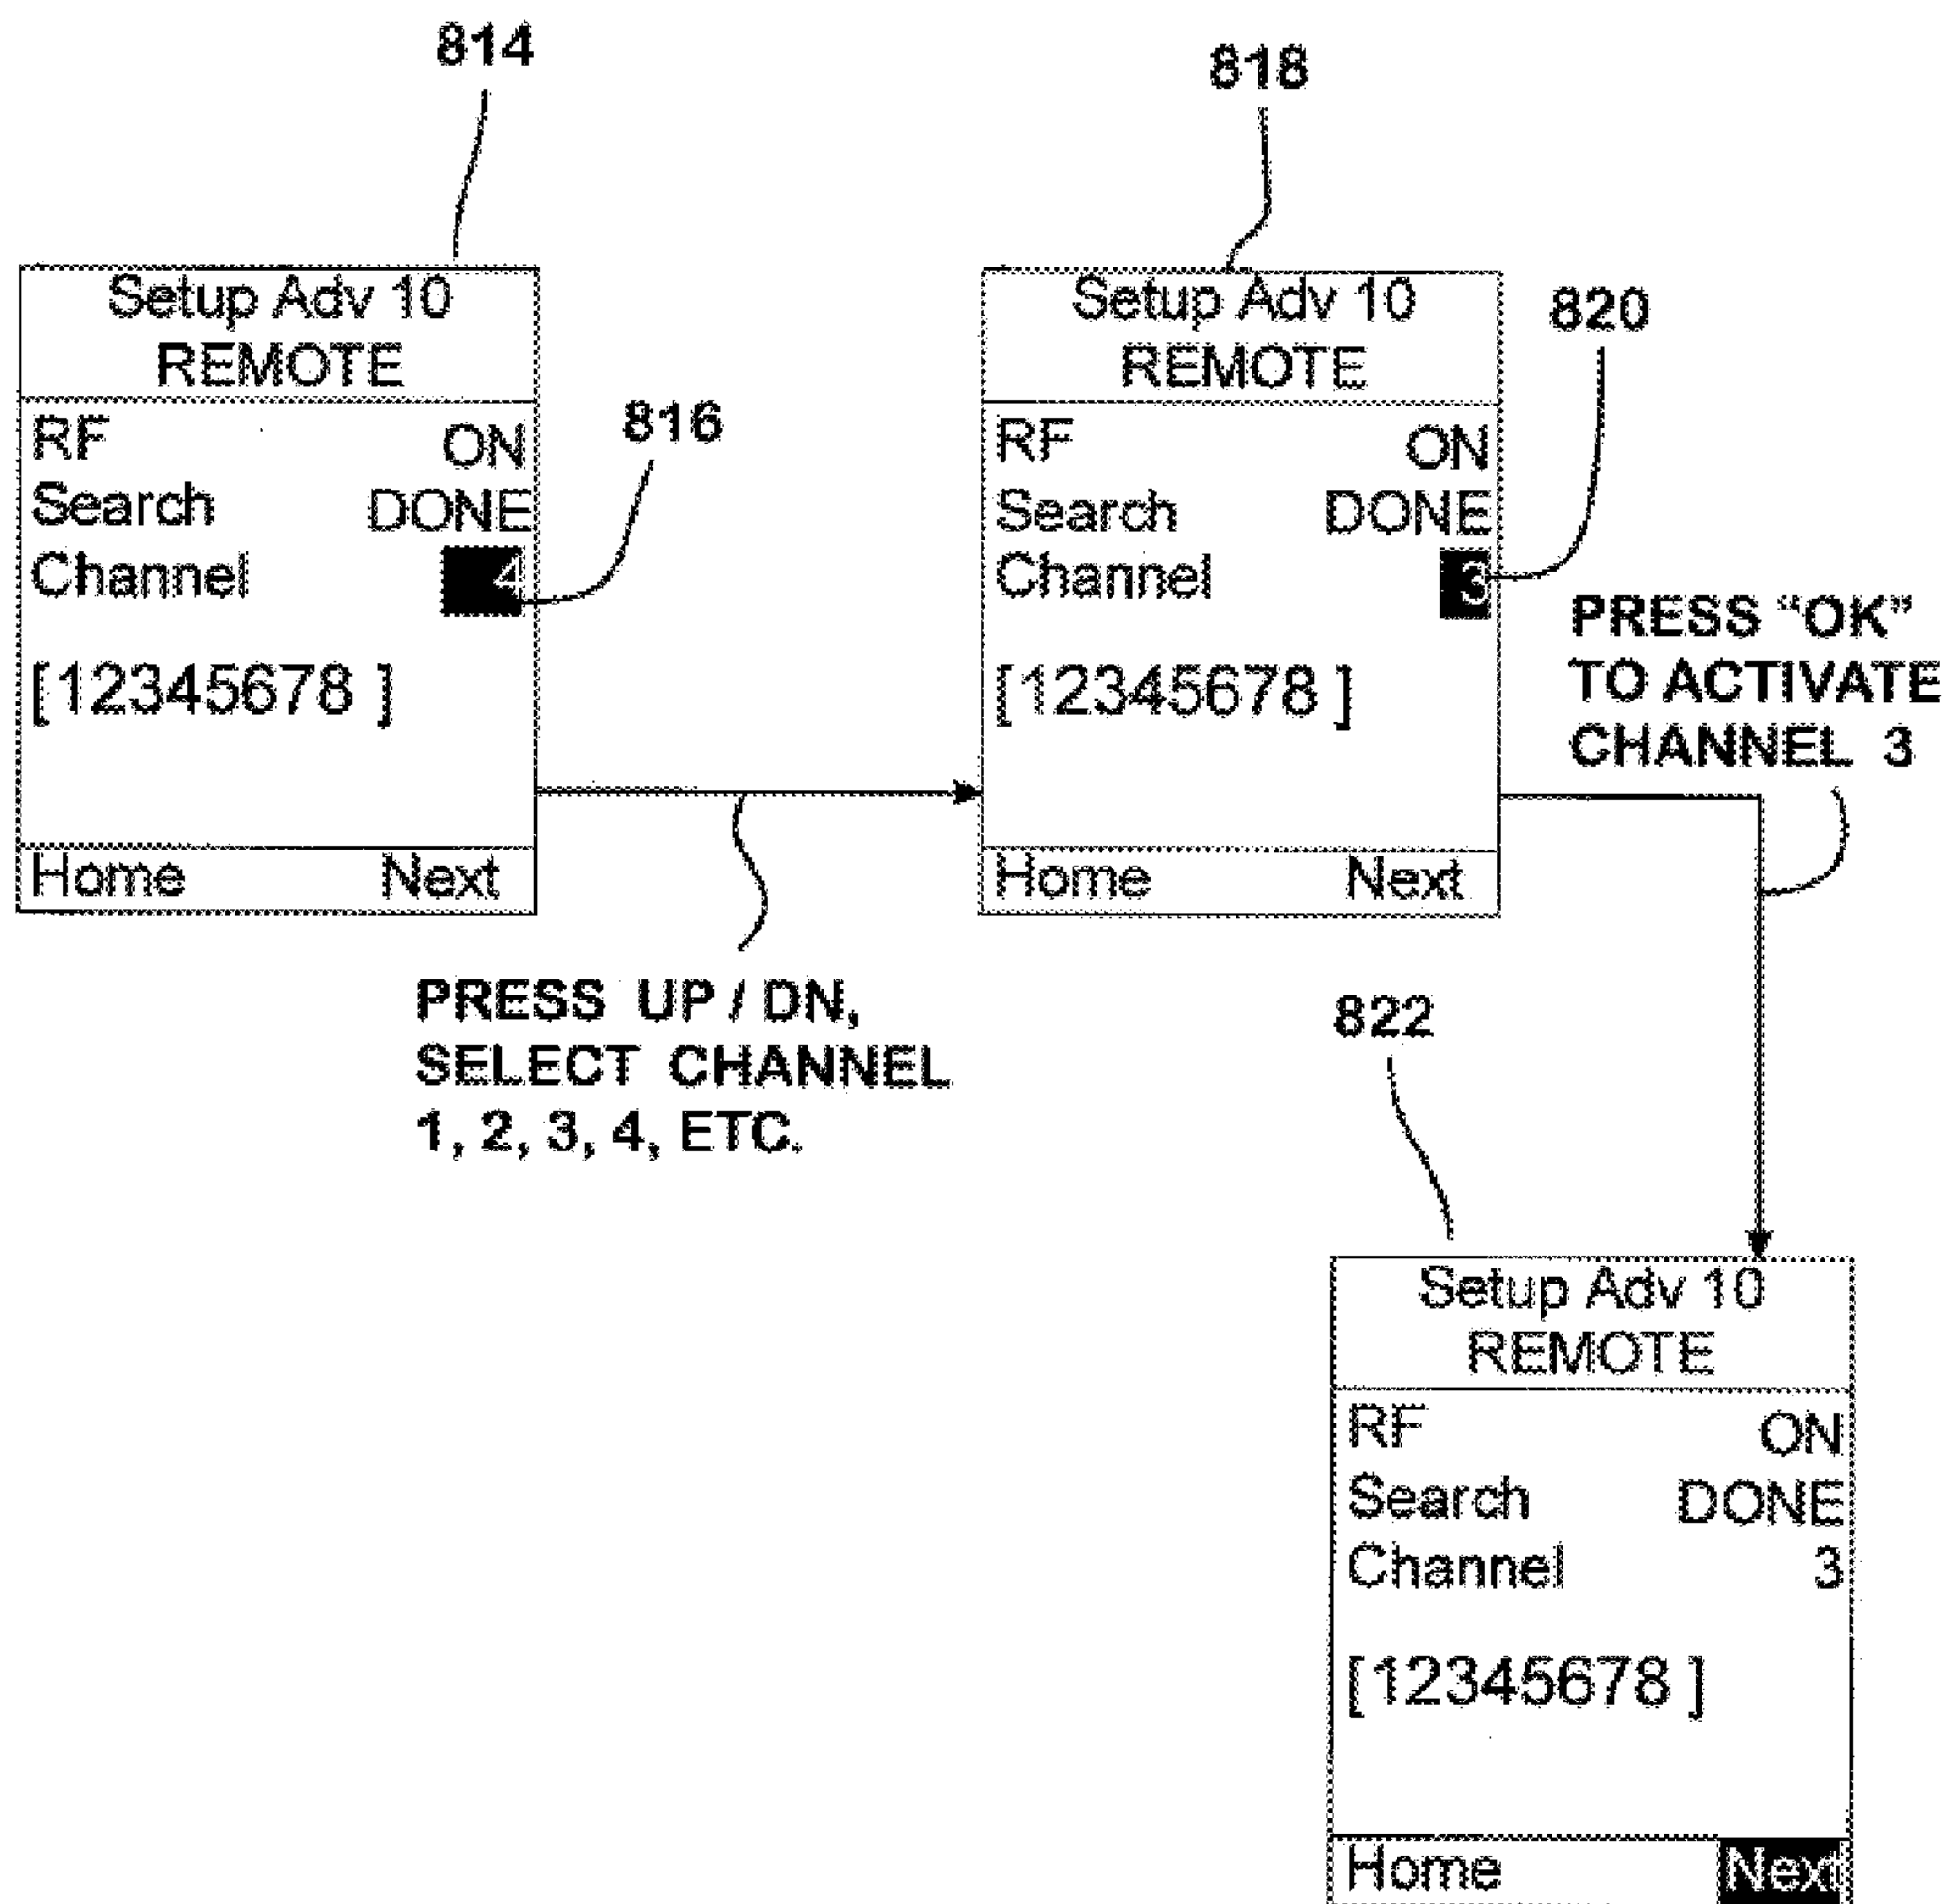 814
Setup Adv 10
REMOTE
RF ON
Search DONE
Channel 4
[12345678 ]
Home Next
816
PRESS UP / DN,
SELECT CHANNEL
1, 2, 3, 4, ETC.
818
Setup Adv 10
REMOTE
RF ON
Search DONE
Channel 3
[12345678 ]
Home Next
820
PRESS “OK”
TO ACTIVATE
CHANNEL 3
822
Setup Adv 10
REMOTE
RF ON
Search DONE
Channel 3
[12345678 ]
Home Next